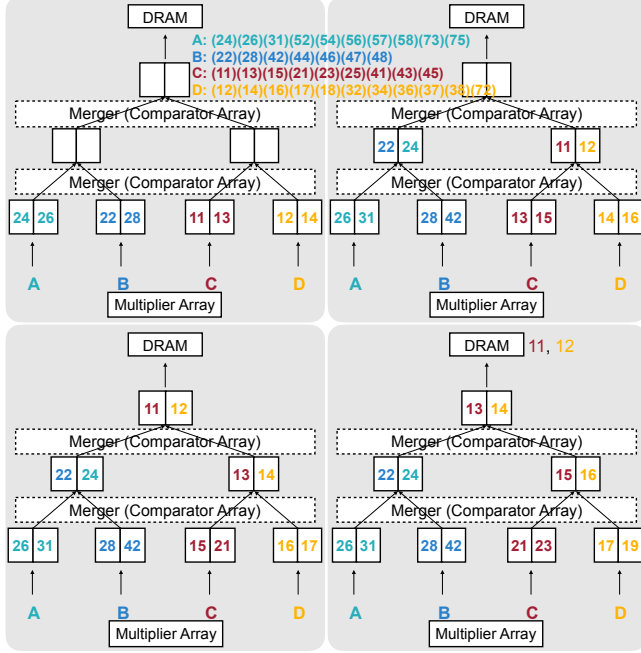 DRAM
A: (24)(26)(31)(52)(54)(56)(57)(58)(73)(75)
B: (22)(28)(42)(44)(46)(47)(48)
C: (11)(13)(15)(21)(23)(25)(41)(43)(45)
D: (12)(14)(16)(17)(18)(32)(34)(36)(37)(38)(72)
Merger (Comparator Array)
Merger (Comparator Array)
24 26 22 28 11 13 12 14
A B C D
Multiplier Array
DRAM
Merger (Comparator Array)
22 24 11 12
Merger (Comparator Array)
26 31 28 42 13 15 14 16
A B C D
Multiplier Array
DRAM
11 12
Merger (Comparator Array)
22 24 13 14
Merger (Comparator Array)
26 31 28 42 15 21 16 17
A B C D
Multiplier Array
DRAM 11, 12
13 14
Merger (Comparator Array)
22 24 15 16
Merger (Comparator Array)
26 31 28 42 21 23 17 19
A B C D
Multiplier Array